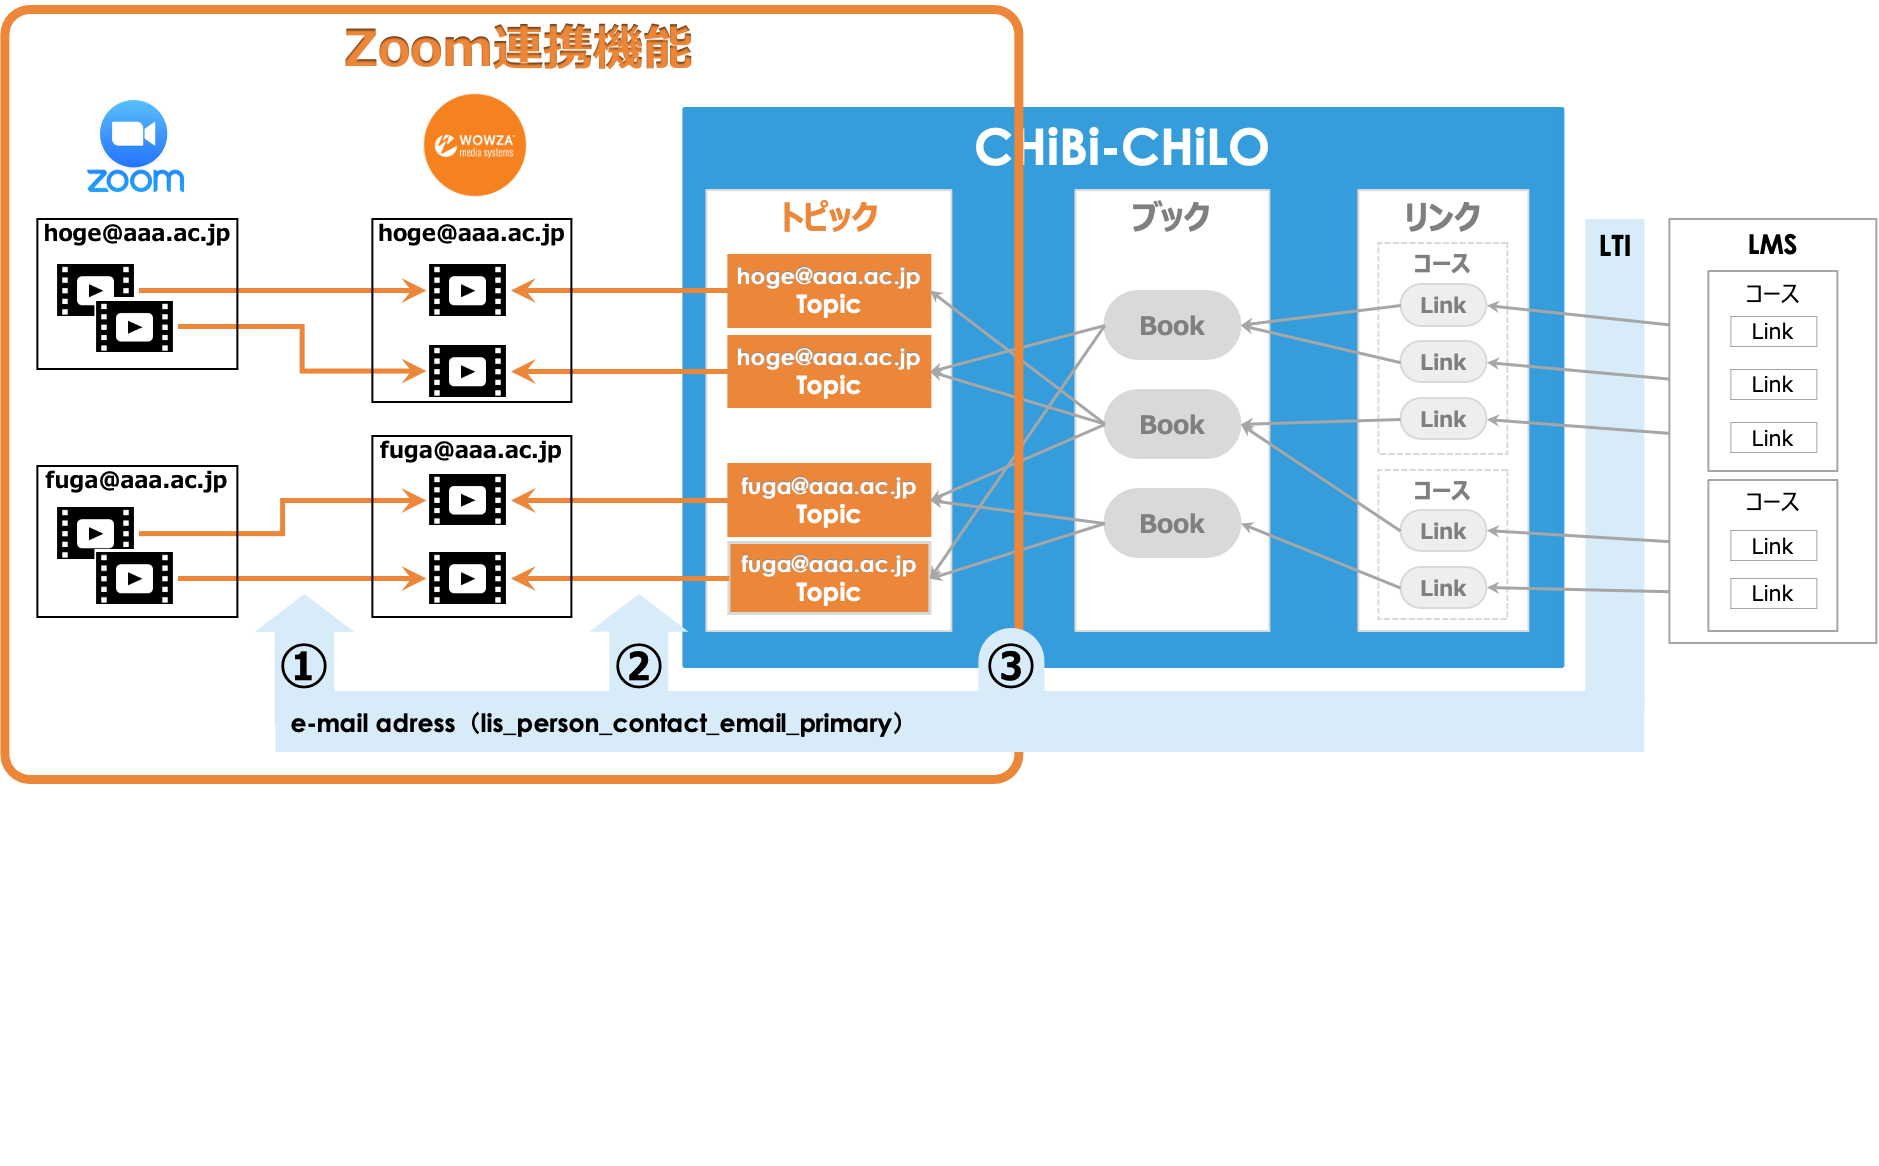 Zoom連携機能
zoom
WOWZA
media systems
CHiBi-CHiLO
hoge@aaa.ac.jp
fuga@aaa.ac.jp
hoge@aaa.ac.jp
fuga@aaa.ac.jp
トピック
hoge@aaa.ac.jp
Topic
hoge@aaa.ac.jp
Topic
fuga@aaa.ac.jp
Topic
fuga@aaa.ac.jp
Topic
ブック
Book
Book
Book
リンク
コース
Link
Link
Link
コース
Link
Link
LTI
LMS
コース
Link
Link
Link
コース
Link
Link
①
②
③
e-mail adress（lis_person_contact_email_primary）